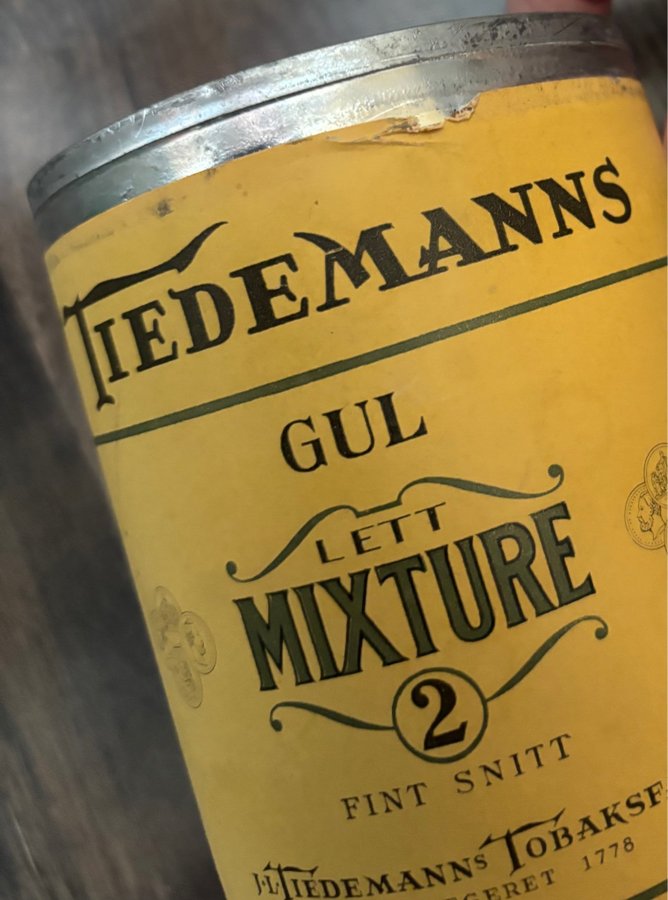 TIEDEMANNS
GUL
LETT
MIXTURE
2
FINT SNITT
J.L. TIEDEMANNS TOBAKSF
1778